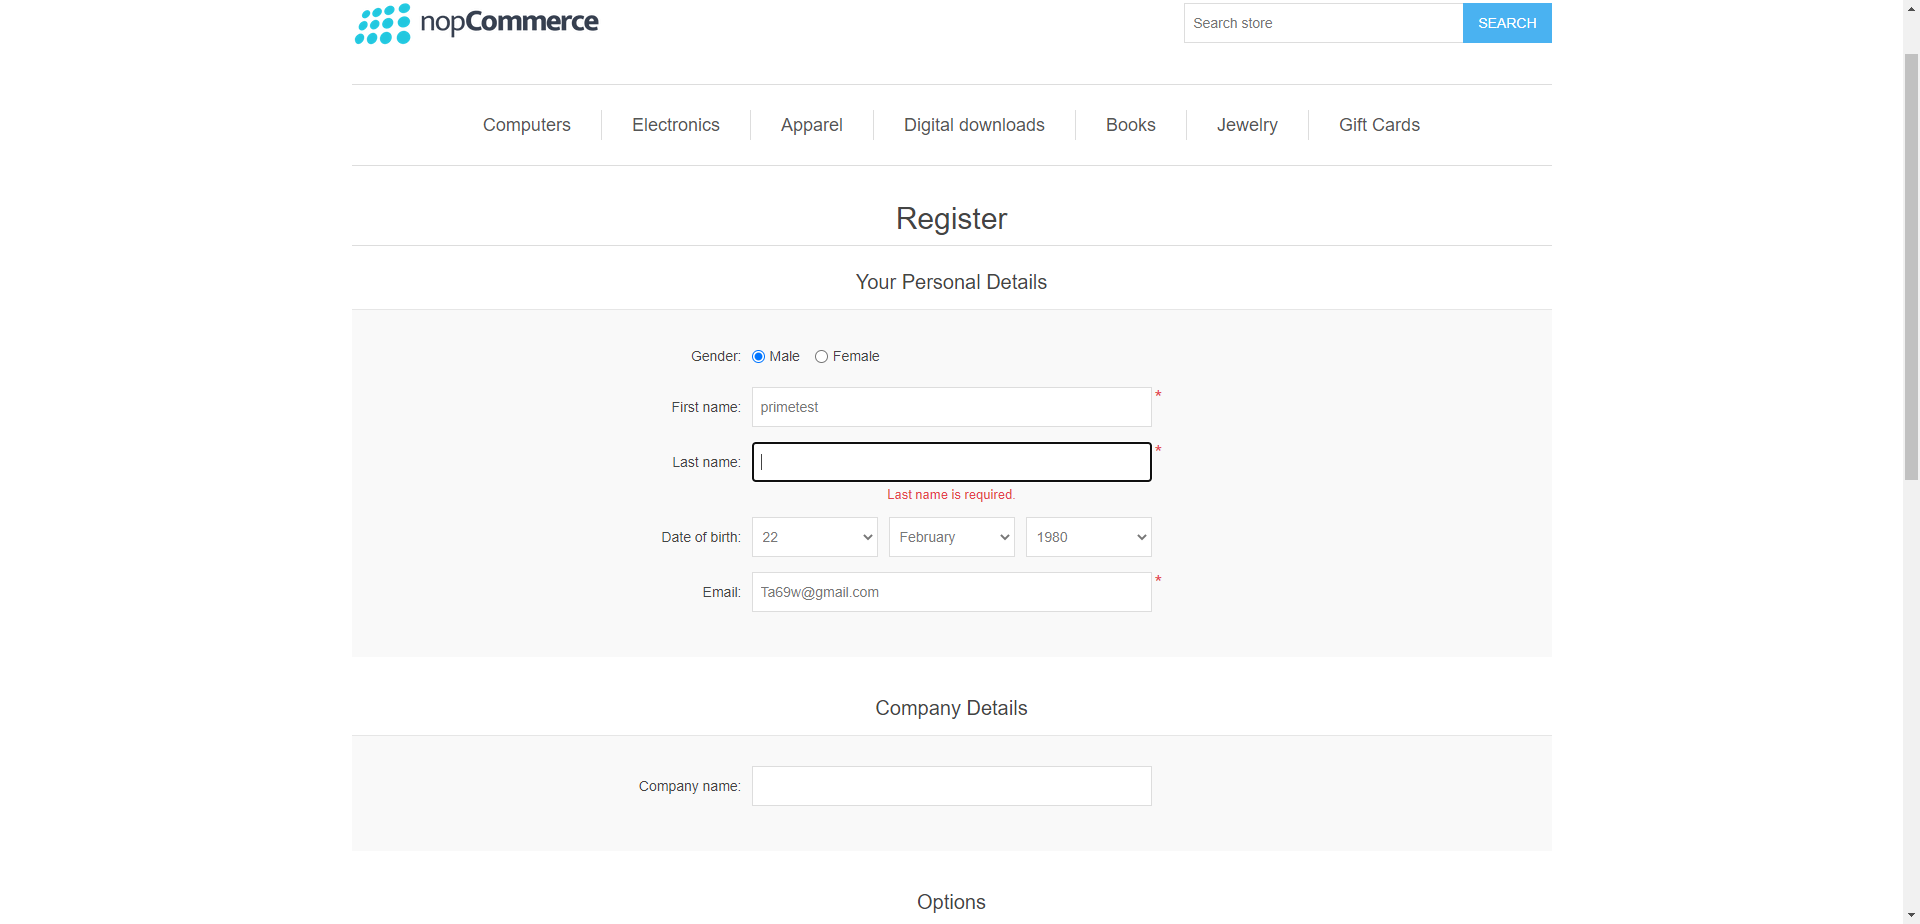 nopCommerce
Search store SEARCH
Computers Electronics Apparel Digital downloads Books Jewelry Gift Cards
Register
Your Personal Details
Gender: Male Female
First name: primetest *
Last name: *
Last name is required.
Date of birth: 22 February 1980
Email: Ta69w@gmail.com *
Company Details
Company name:
Options